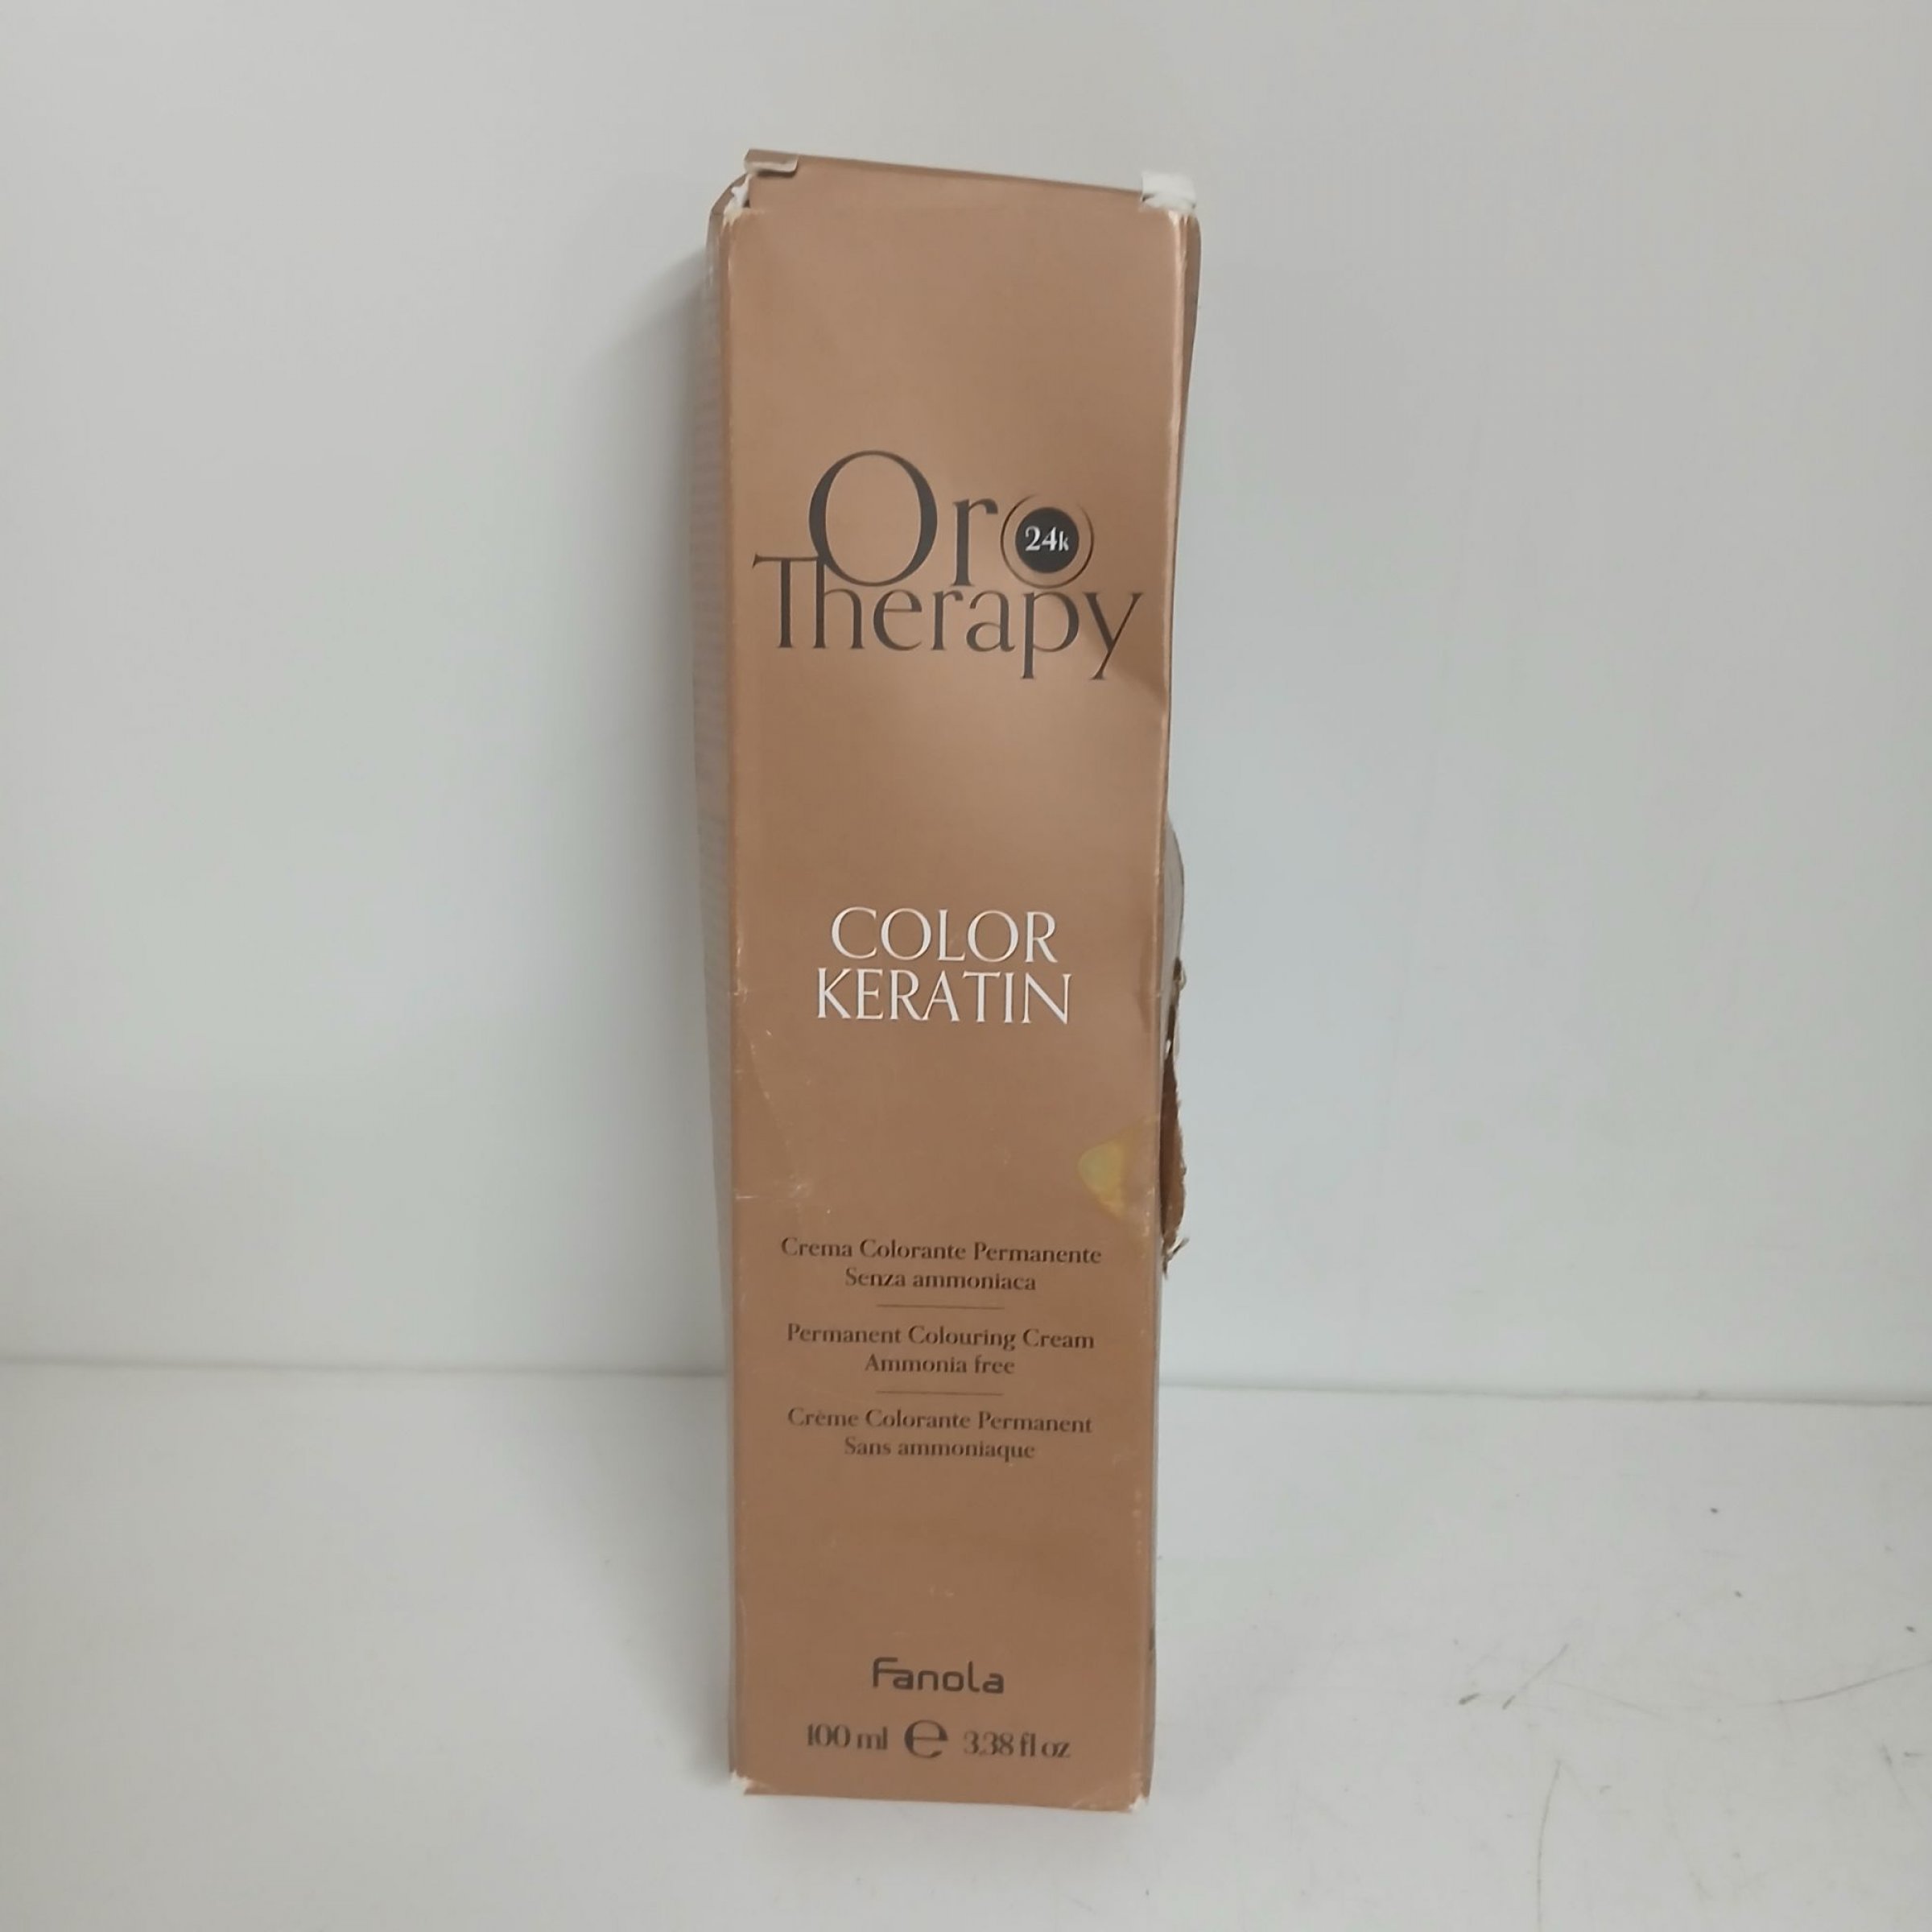 Oro
24k
Therapy
COLOR
KERATIN
Crema Colorante Permanente
Senza ammoniaca
Permanent Colouring Cream
Ammonia free
Crème Colorante Permanent
Sans ammoniaque
Fanola
100 ml e 3.38 fl oz